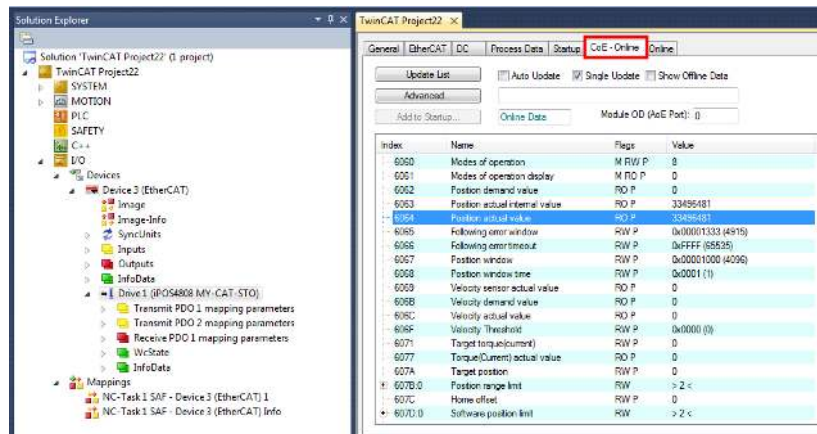 Solution Explorer
Solution 'TwinCAT Project22' (1 project)
TwinCAT Project22
SYSTEM
MOTION
PLC
SAFETY
C++
I/O
Devices
Device 3 (EtherCAT)
Image
Image-Info
SyncUnits
Inputs
Outputs
InfoData
Drive 1 (iPOS4808 MY-CAT-STO)
Transmit PDO 1 mapping parameters
Transmit PDO 2 mapping parameters
Receive PDO 1 mapping parameters
WcState
InfoData
Mappings
NC-Task 1 SAF - Device 3 (EtherCAT) 1
NC-Task 1 SAF - Device 3 (EtherCAT) Info
TwinCAT Project22
General EtherCAT DC Process Data Startup CoE - Online Online
Update List Auto Update Single Update Show Offline Data
Advanced...
Add to Startup... Online Data Module OD (AoE Port): 0
Index Name Flags Value
6060 Modes of operation M RW P 8
6061 Modes of operation display M RO P 0
6062 Position demand value RO P 0
6063 Position actual internal value RO P 33496481
6064 Position actual value RO P 33496481
6065 Following error window RW P 0x00001333 (4915)
6066 Following error timeout RW P 0xFFFF (65535)
6067 Position window RW P 0x00001000 (4096)
6068 Position window time RW P 0x0001 (1)
6069 Velocity sensor actual value RO P 0
606B Velocity demand value RO P 0
606C Velocity actual value RO P 0
606F Velocity Threshold RW P 0x0000 (0)
6071 Target torque(current) RW P 0
6077 Torque(Current) actual value RO P 0
607A Target position RW P 0
607B:0 Position range limit RW > 2 <
607C Home offset RW P 0
607D:0 Software position limit RW > 2 <